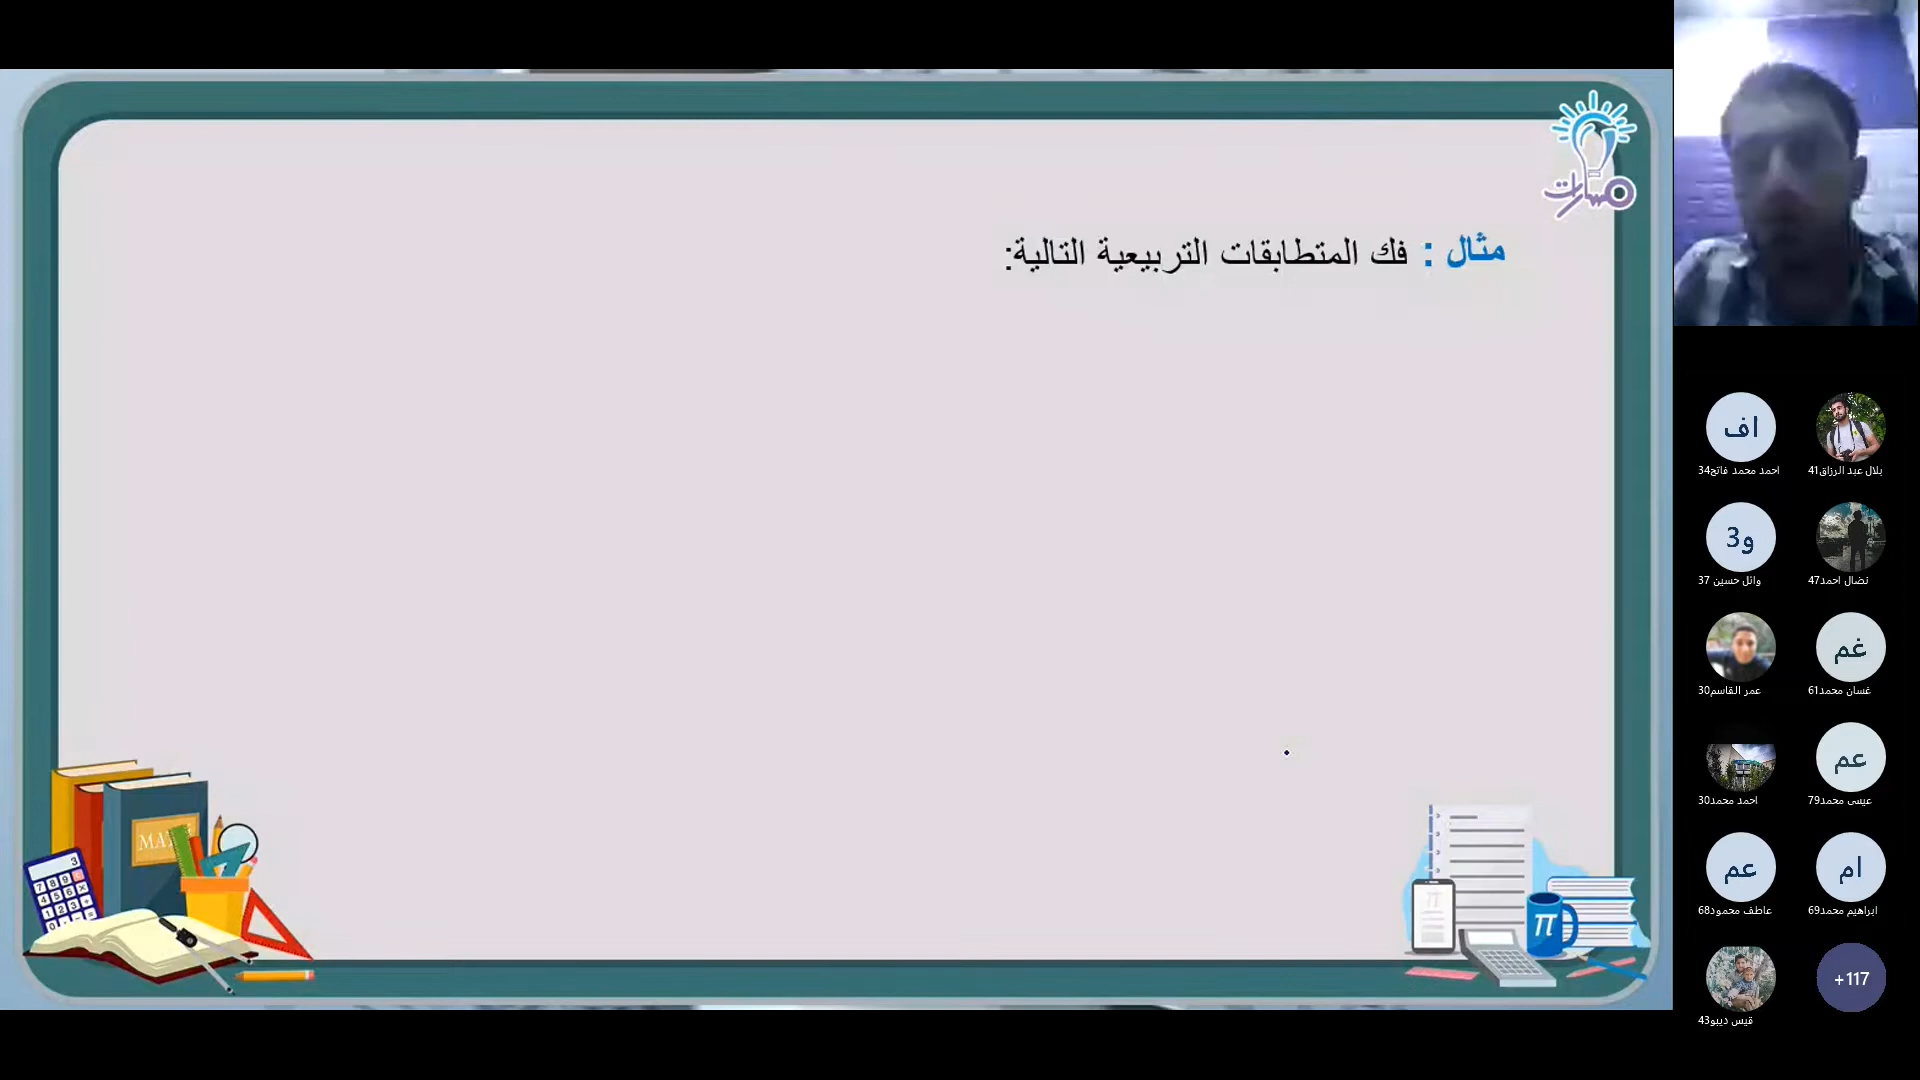 مسارات
مثال : فك المتطابقات التربيعية التالية:
اف
احمد محمد فاتح34
بلال عبد الرزاق41
و3
وائل حسين 37
نضال احمد47
عمر القاسم30
غم
غسان محمد61
احمد محمد30
عم
عيسى محمد79
عم
عاطف محمود68
ام
ابراهيم محمد69
قيس ديبو43
+117
π
π